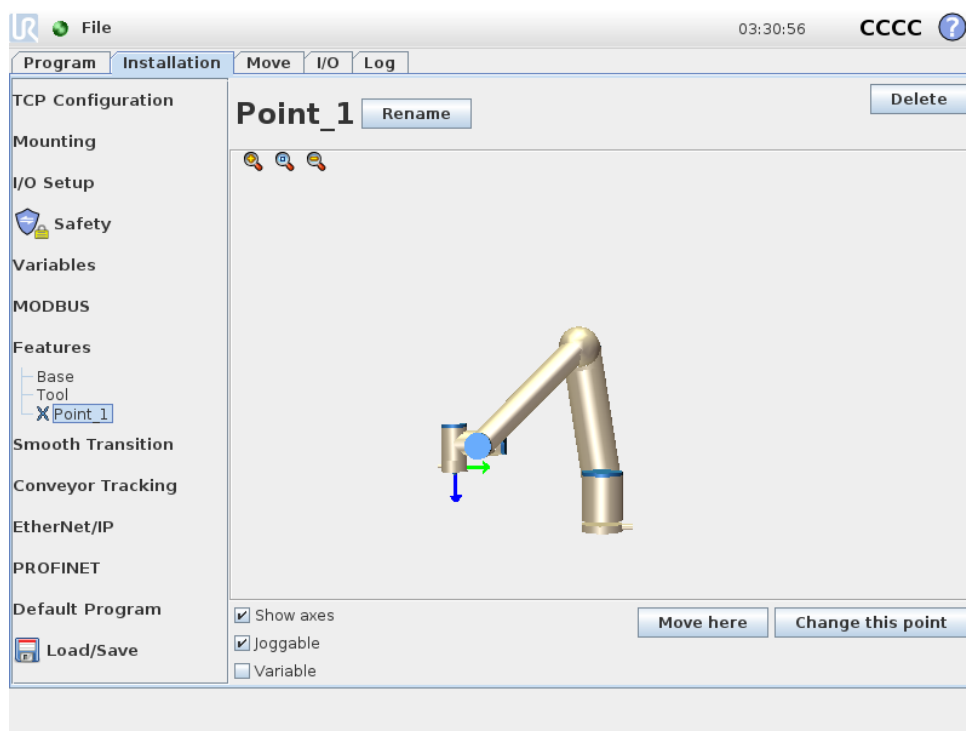 UR File 03:30:56 CCCC ?
Program Installation Move I/O Log
TCP Configuration
Mounting
I/O Setup
Safety
Variables
MODBUS
Features
Base
Tool
Point_1
Smooth Transition
Conveyor Tracking
EtherNet/IP
PROFINET
Default Program
Load/Save
Point_1 Rename Delete
Show axes
Joggable
Variable
Move here Change this point